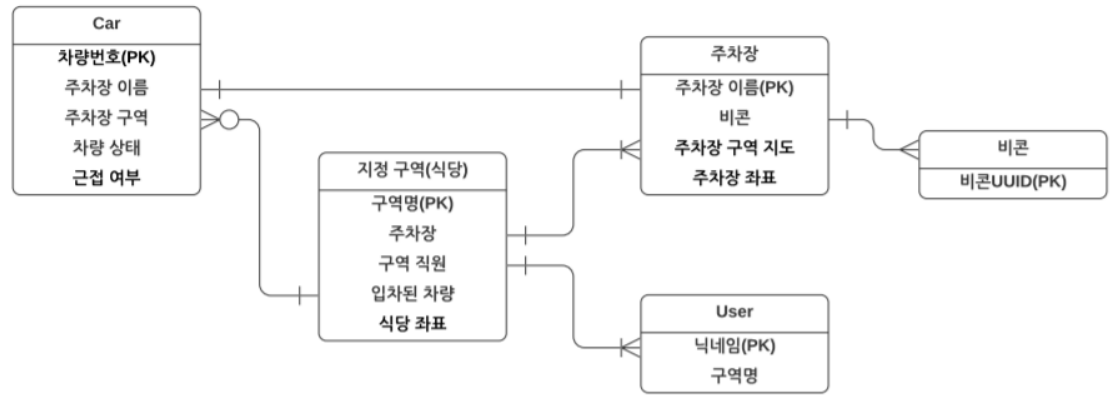 Car
차량번호(PK)
주차장 이름
주차장 구역
차량 상태
근접 여부
지정 구역(식당)
구역명(PK)
주차장
구역 직원
입차된 차량
식당 좌표
주차장
주차장 이름(PK)
비콘
주차장 구역 지도
주차장 좌표
비콘
비콘UUID(PK)
User
닉네임(PK)
구역명